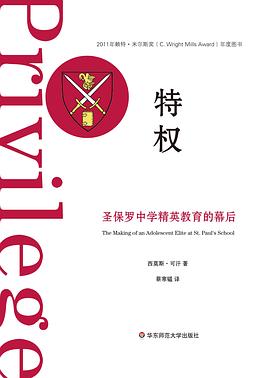 2011年赖特·米尔斯奖（C. Wright Mills Award）年度图书
Privilege
特
权
圣保罗中学精英教育的幕后
The Making of an Adolescent Elite at St. Paul's School
西莫斯·可汗 著
蔡寒韫 译
华东师范大学出版社